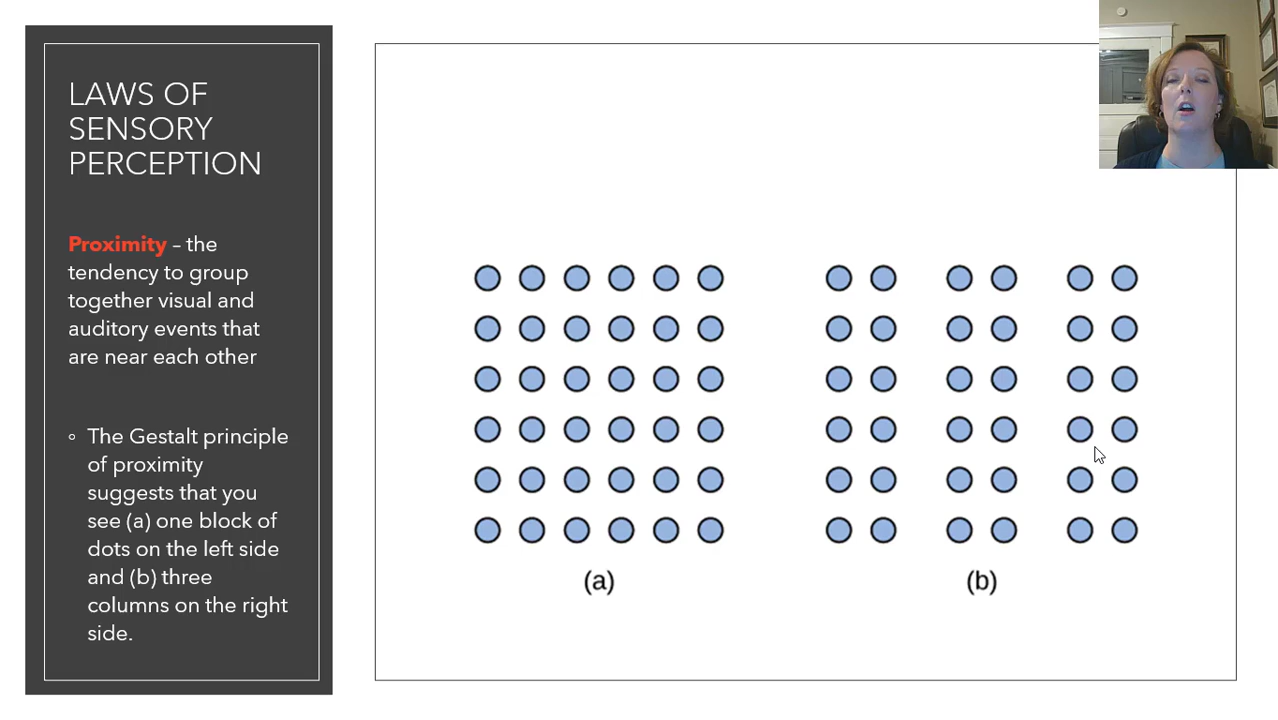 LAWS OF
SENSORY
PERCEPTION
Proximity – the
tendency to group
together visual and
auditory events that
are near each other
The Gestalt principle
of proximity
suggests that you
see (a) one block of
dots on the left side
and (b) three
columns on the right
side.
(a)
(b)